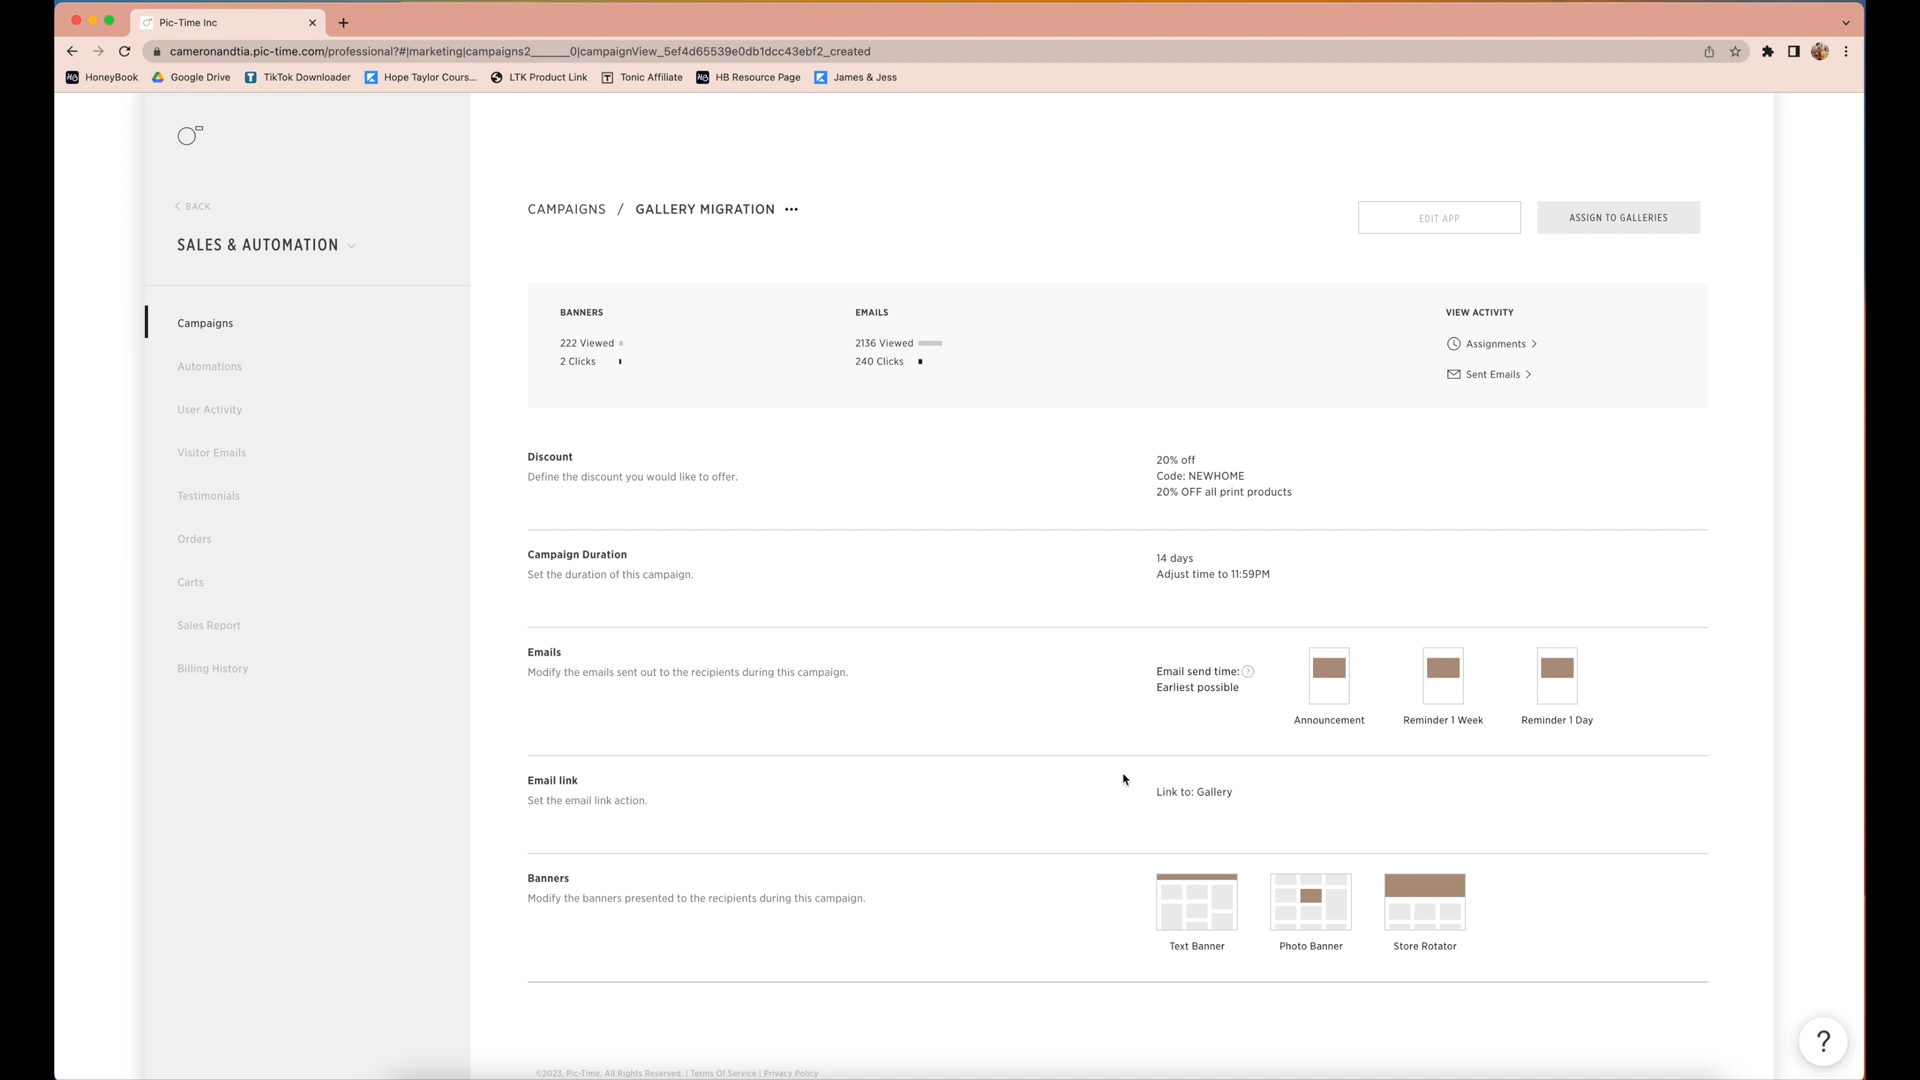 Pic-Time Inc
cameronandtia.pic-time.com/professional?#|marketing|campaigns2______0|campaignView_5ef4d65539e0db1dcc43ebf2_created
HoneyBook Google Drive TikTok Downloader Hope Taylor Cours... LTK Product Link Tonic Affiliate HB Resource Page James & Jess
BACK
SALES & AUTOMATION
Campaigns
Automations
User Activity
Visitor Emails
Testimonials
Orders
Carts
Sales Report
Billing History
CAMPAIGNS / GALLERY MIGRATION •••
EDIT APP
ASSIGN TO GALLERIES
BANNERS
222 Viewed
2 Clicks
EMAILS
2136 Viewed
240 Clicks
VIEW ACTIVITY
Assignments >
Sent Emails >
Discount
Define the discount you would like to offer.
20% off
Code: NEWHOME
20% OFF all print products
Campaign Duration
Set the duration of this campaign.
14 days
Adjust time to 11:59PM
Emails
Modify the emails sent out to the recipients during this campaign.
Email send time: ?
Earliest possible
Announcement
Reminder 1 Week
Reminder 1 Day
Email link
Set the email link action.
Link to: Gallery
Banners
Modify the banners presented to the recipients during this campaign.
Text Banner
Photo Banner
Store Rotator
?
©2023, Pic-Time, All Rights Reserved. | Terms Of Service | Privacy Policy